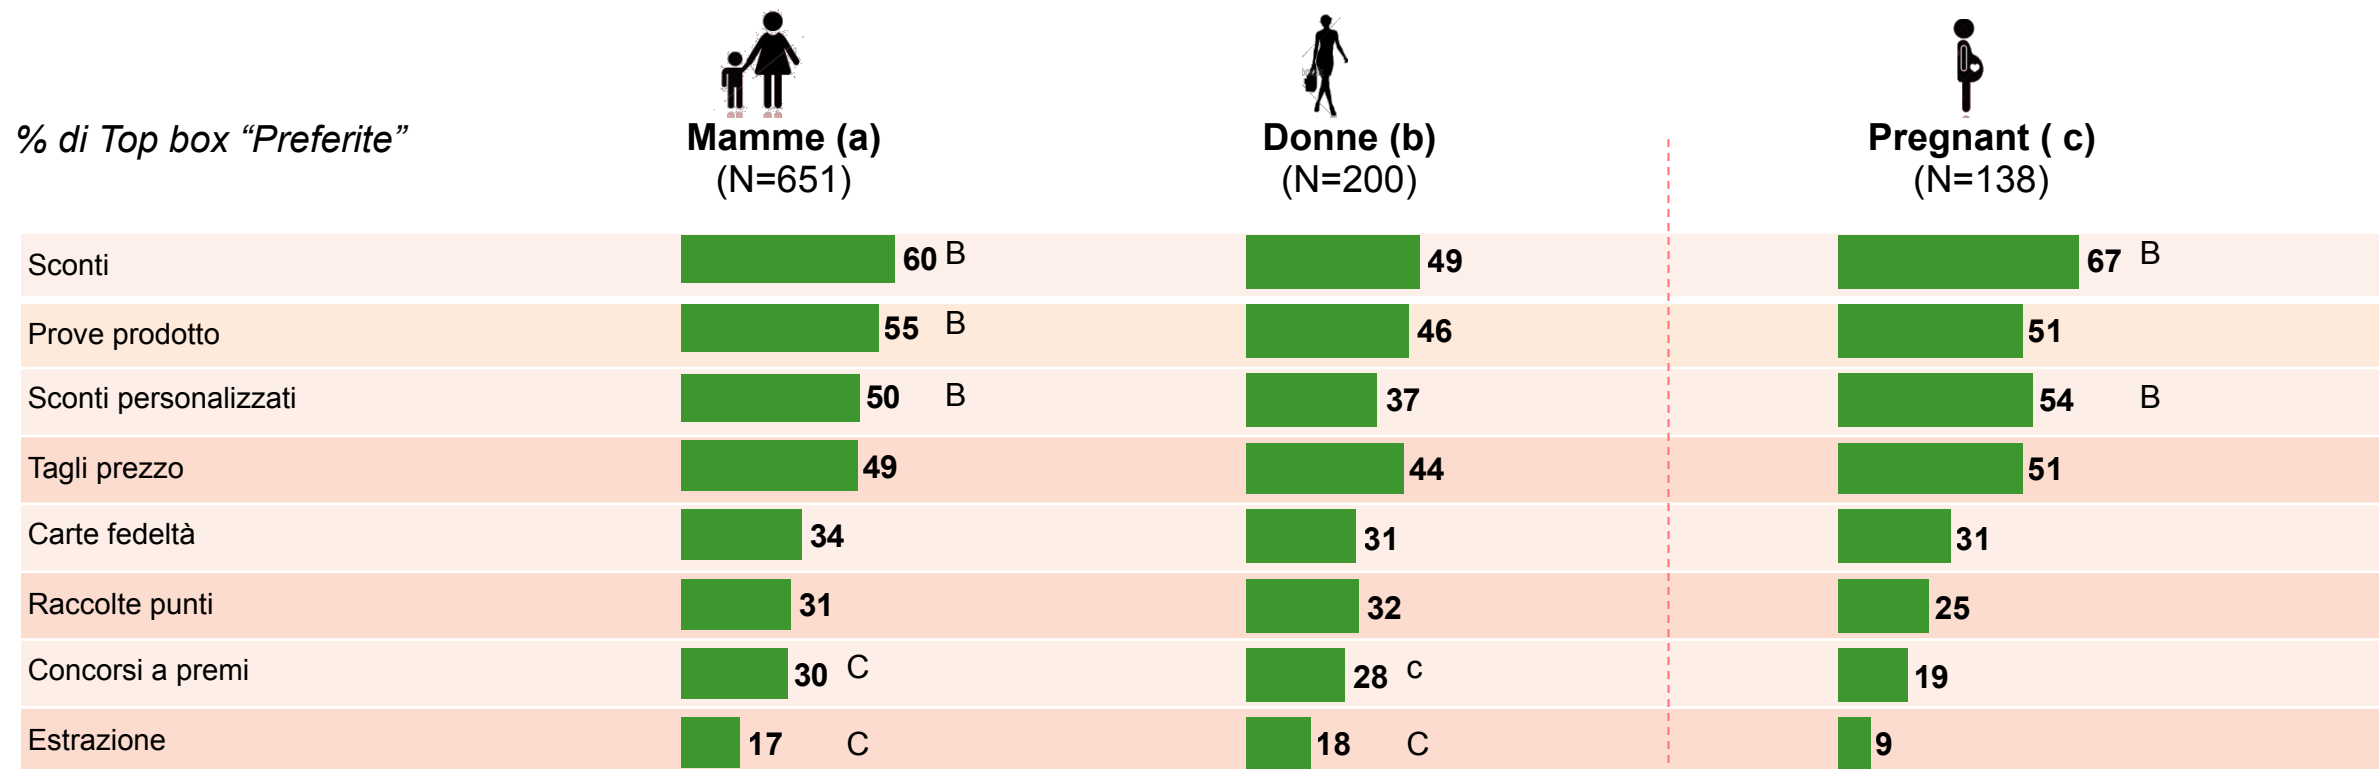 % di Top box “Preferite”
Mamme (a)
(N=651)
Donne (b)
(N=200)
Pregnant ( c)
(N=138)
Sconti 60 B 49 67 B
Prove prodotto 55 B 46 51
Sconti personalizzati 50 B 37 54 B
Tagli prezzo 49 44 51
Carte fedeltà 34 31 31
Raccolte punti 31 32 25
Concorsi a premi 30 C 28 c 19
Estrazione 17 C 18 C 9